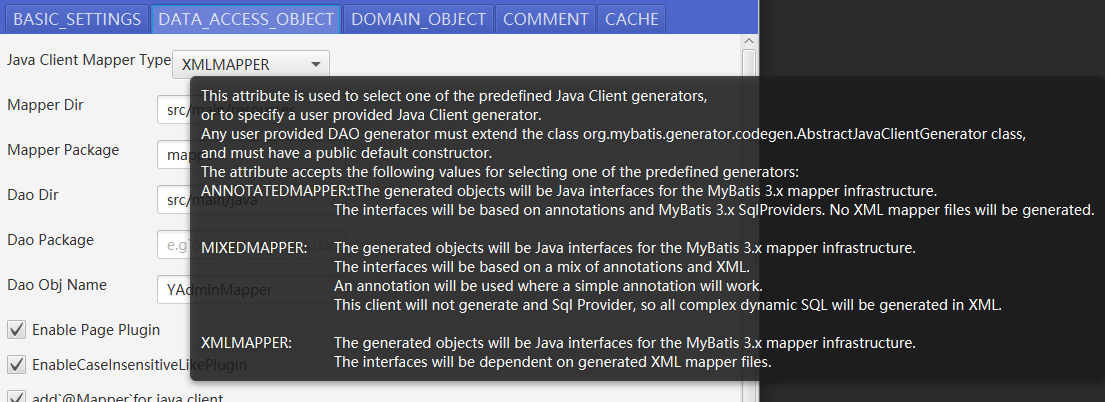 BASIC_SETTINGS DATA_ACCESS_OBJECT DOMAIN_OBJECT COMMENT CACHE
Java Client Mapper Type XMLMAPPER
This attribute is used to select one of the predefined Java Client generators,
Mapper Dir src/main/resources
or to specify a user provided Java Client generator.
Any user provided DAO generator must extend the class org.mybatis.generator.codegen.AbstractJavaClientGenerator class,
Mapper Package mapp
and must have a public default constructor.
The attribute accepts the following values for selecting one of the predefined generators:
Dao Dir src/main/java
ANNOTATEDMAPPER:tThe generated objects will be Java interfaces for the MyBatis 3.x mapper infrastructure.
The interfaces will be based on annotations and MyBatis 3.x SqlProviders. No XML mapper files will be generated.
Dao Package e.g
MIXEDMAPPER: The generated objects will be Java interfaces for the MyBatis 3.x mapper infrastructure.
The interfaces will be based on a mix of annotations and XML.
Dao Obj Name YAdminMapper
An annotation will be used where a simple annotation will work.
This client will not generate and Sql Provider, so all complex dynamic SQL will be generated in XML.
Enable Page Plugin
XMLMAPPER: The generated objects will be Java interfaces for the MyBatis 3.x mapper infrastructure.
EnableCaseInsensitiveLikePlugin
The interfaces will be dependent on generated XML mapper files.
add`@Mapper`for java client